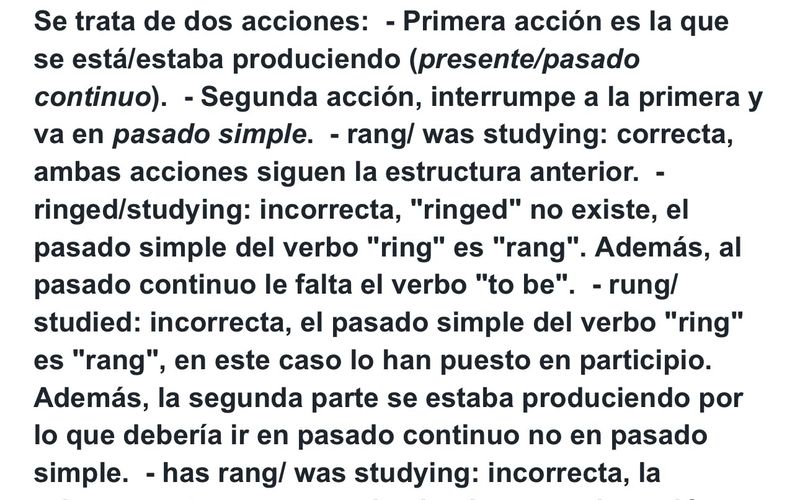 Se trata de dos acciones:  - Primera acción es la que
se está/estaba produciendo (presente/pasado
continuo).  - Segunda acción, interrumpe a la primera y
va en pasado simple.  - rang/ was studying: correcta,
ambas acciones siguen la estructura anterior.  -
ringed/studying: incorrecta, "ringed" no existe, el
pasado simple del verbo "ring" es "rang". Además, al
pasado continuo le falta el verbo "to be".  - rung/
studied: incorrecta, el pasado simple del verbo "ring"
es "rang", en este caso lo han puesto en participio.
Además, la segunda parte se estaba produciendo por
lo que debería ir en pasado continuo no en pasado
simple.  - has rang/ was studying: incorrecta, la